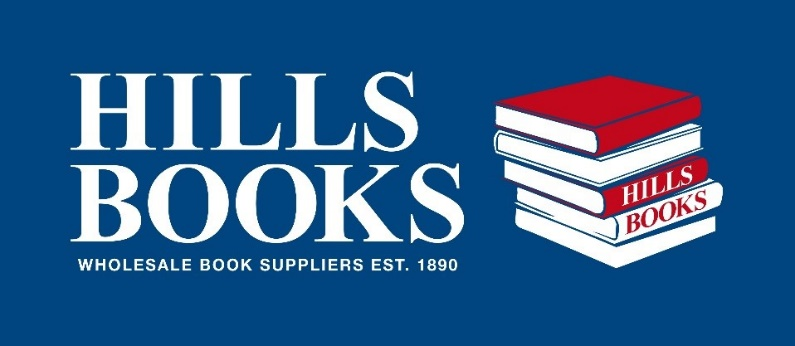 HILLS
BOOKS
WHOLESALE BOOK SUPPLIERS EST. 1890
HILLS
BOOKS